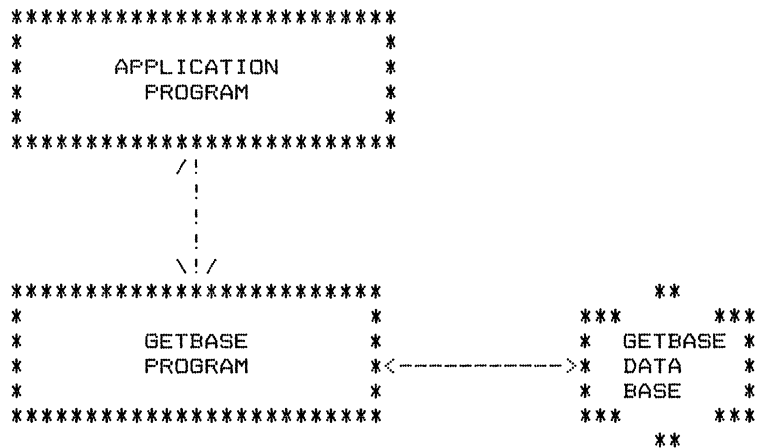 APPLICATION
PROGRAM
GETBASE
PROGRAM
GETBASE
DATA
BASE